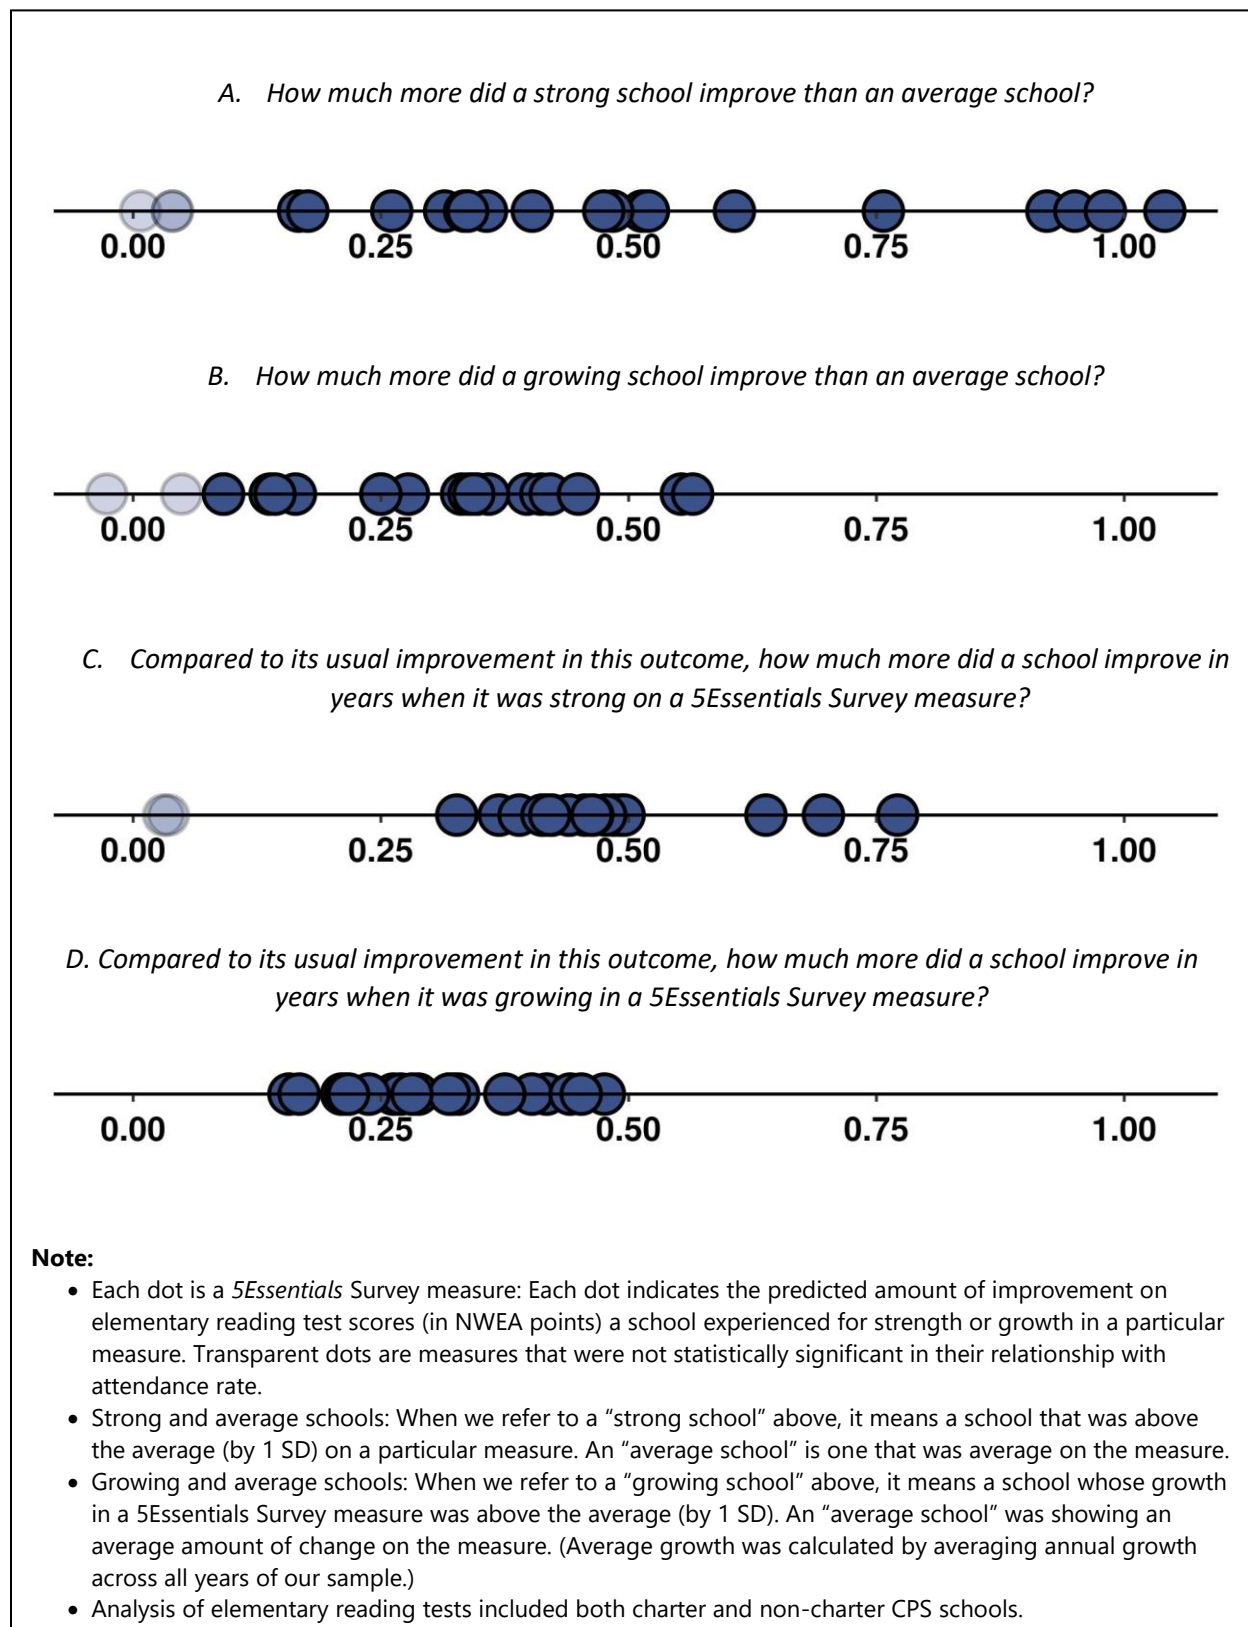 A. How much more did a strong school improve than an average school?
0.00 0.25 0.50 0.75 1.00
B. How much more did a growing school improve than an average school?
0.00 0.25 0.50 0.75 1.00
C. Compared to its usual improvement in this outcome, how much more did a school improve in
years when it was strong on a 5Essentials Survey measure?
0.00 0.25 0.50 0.75 1.00
D. Compared to its usual improvement in this outcome, how much more did a school improve in
years when it was growing in a 5Essentials Survey measure?
0.00 0.25 0.50 0.75 1.00
Note:
• Each dot is a 5Essentials Survey measure: Each dot indicates the predicted amount of improvement on
elementary reading test scores (in NWEA points) a school experienced for strength or growth in a particular
measure. Transparent dots are measures that were not statistically significant in their relationship with
attendance rate.
• Strong and average schools: When we refer to a “strong school” above, it means a school that was above
the average (by 1 SD) on a particular measure. An “average school” is one that was average on the measure.
• Growing and average schools: When we refer to a “growing school” above, it means a school whose growth
in a 5Essentials Survey measure was above the average (by 1 SD). An “average school” was showing an
average amount of change on the measure. (Average growth was calculated by averaging annual growth
across all years of our sample.)
• Analysis of elementary reading tests included both charter and non-charter CPS schools.